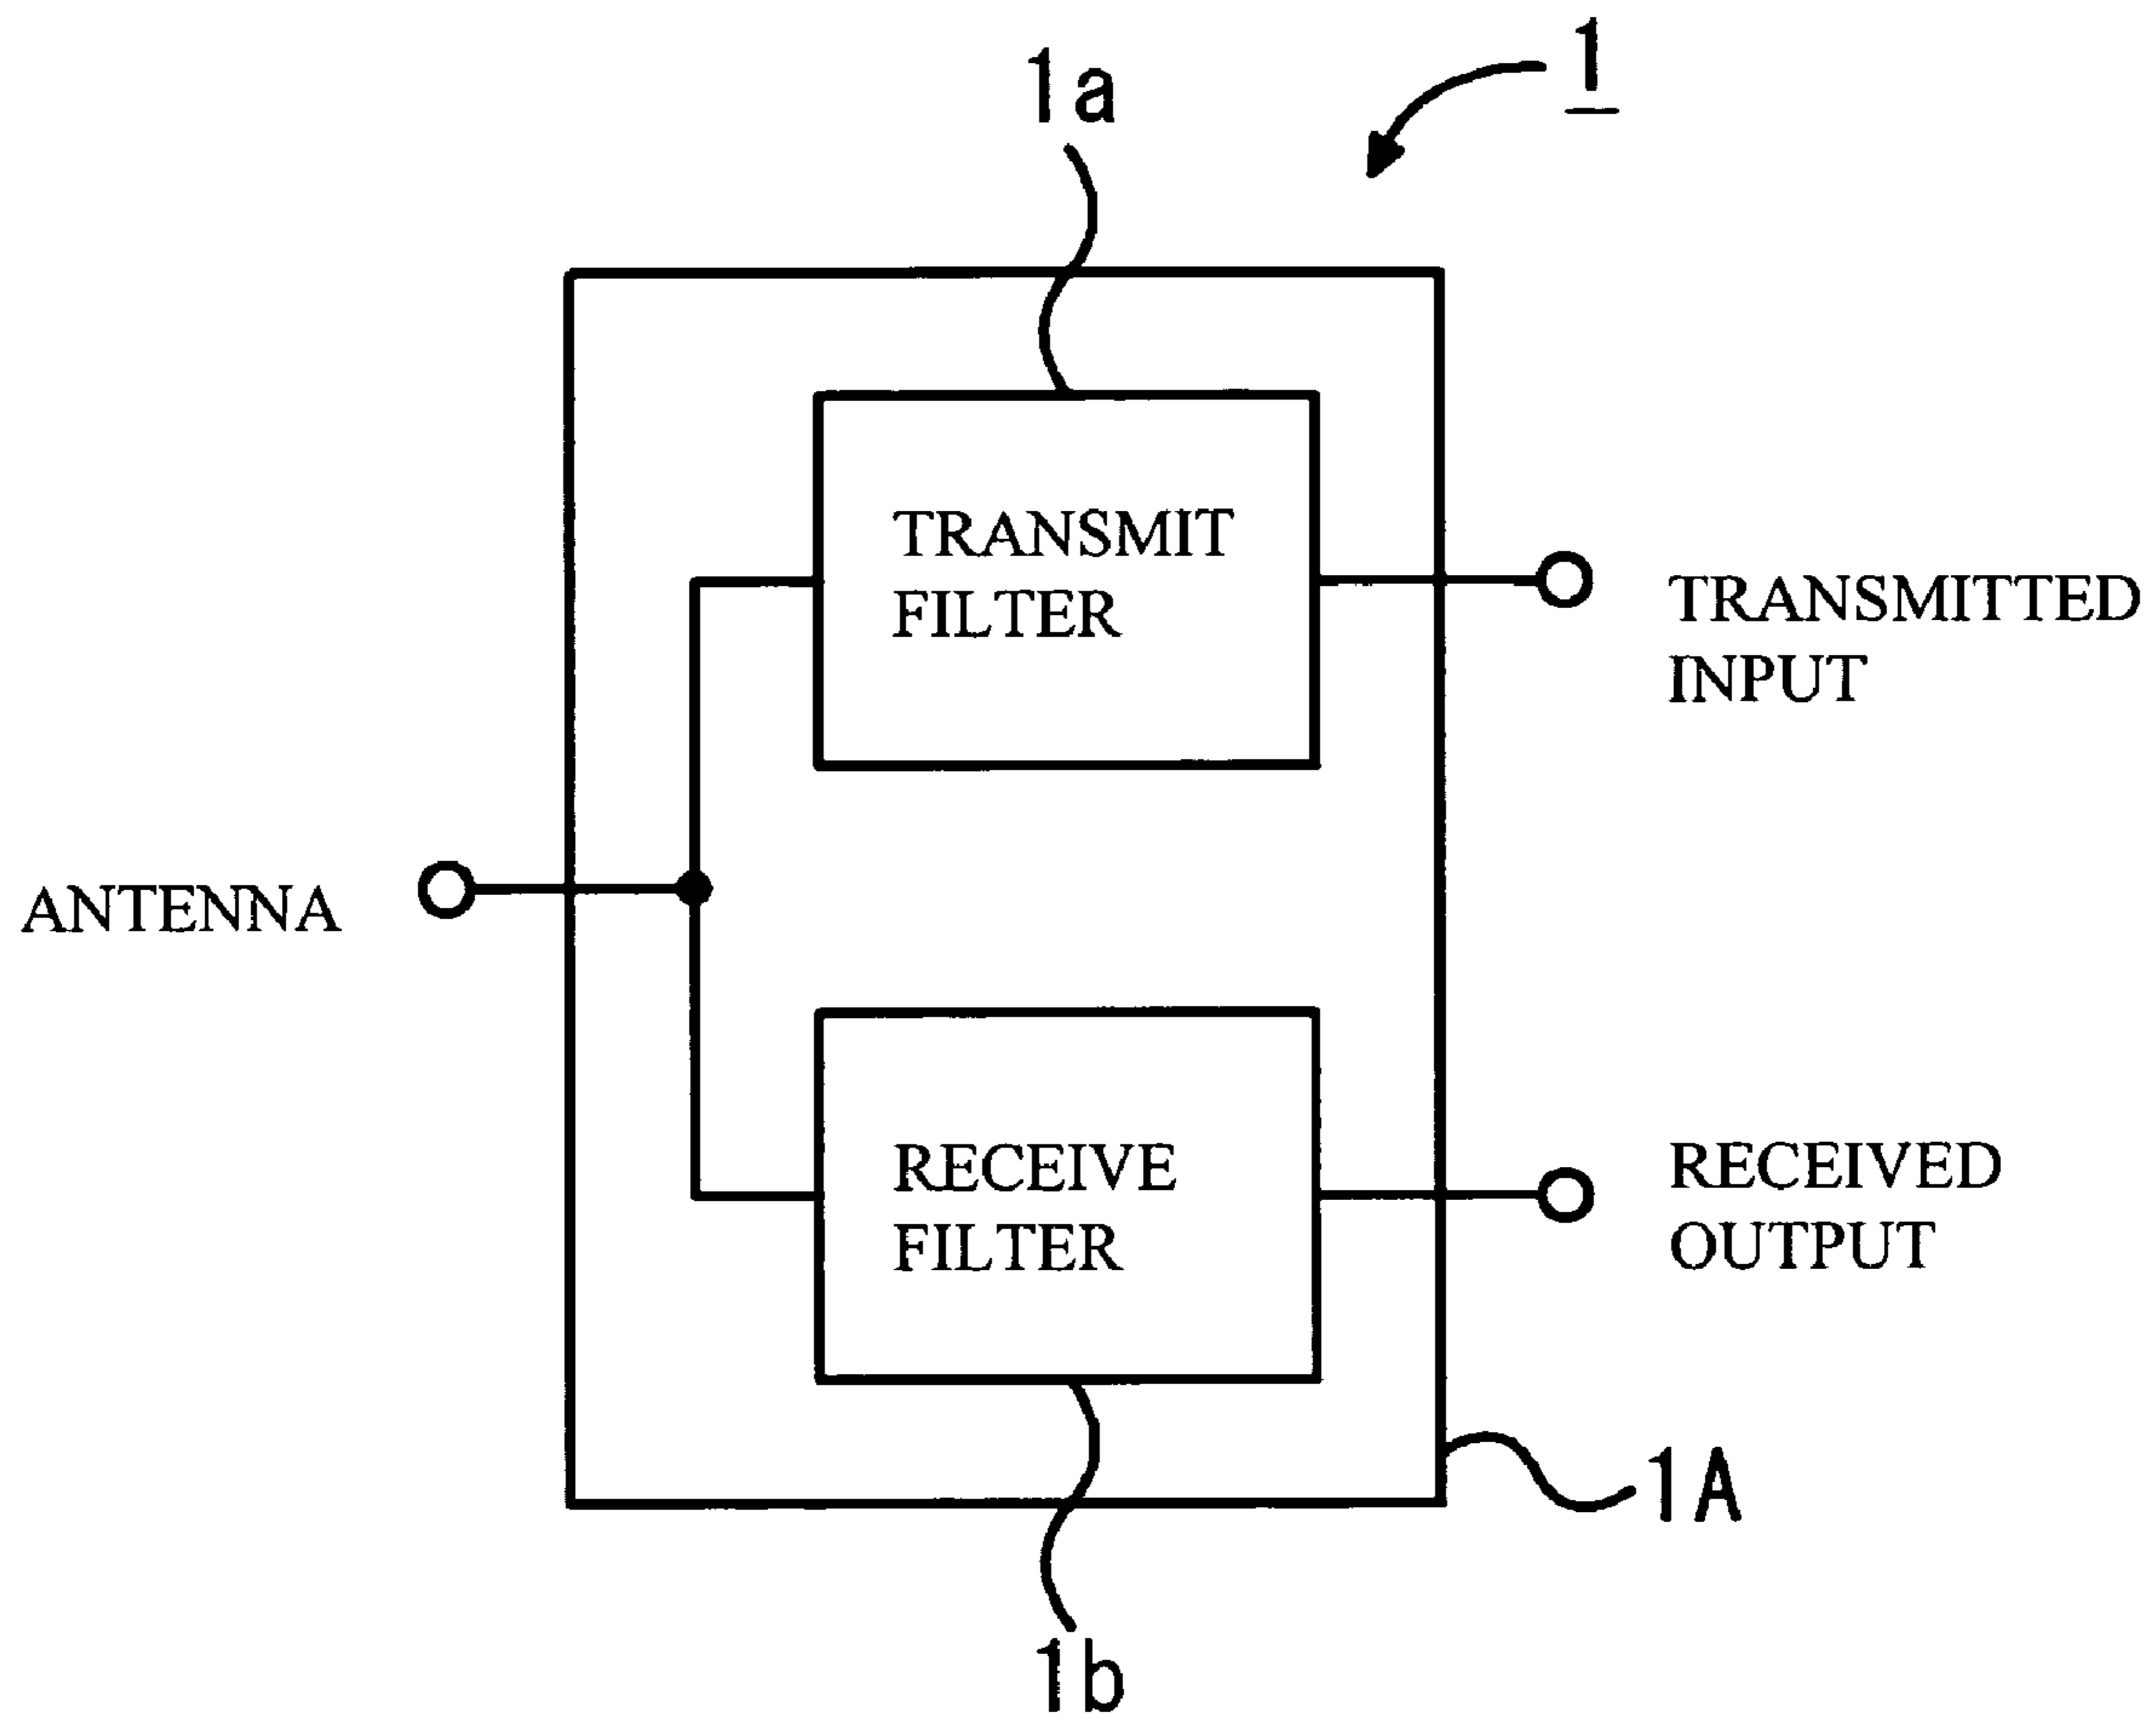 1
1a
TRANSMIT
FILTER
TRANSMITTED
INPUT
ANTENNA
RECEIVE
FILTER
RECEIVED
OUTPUT
1A
1b